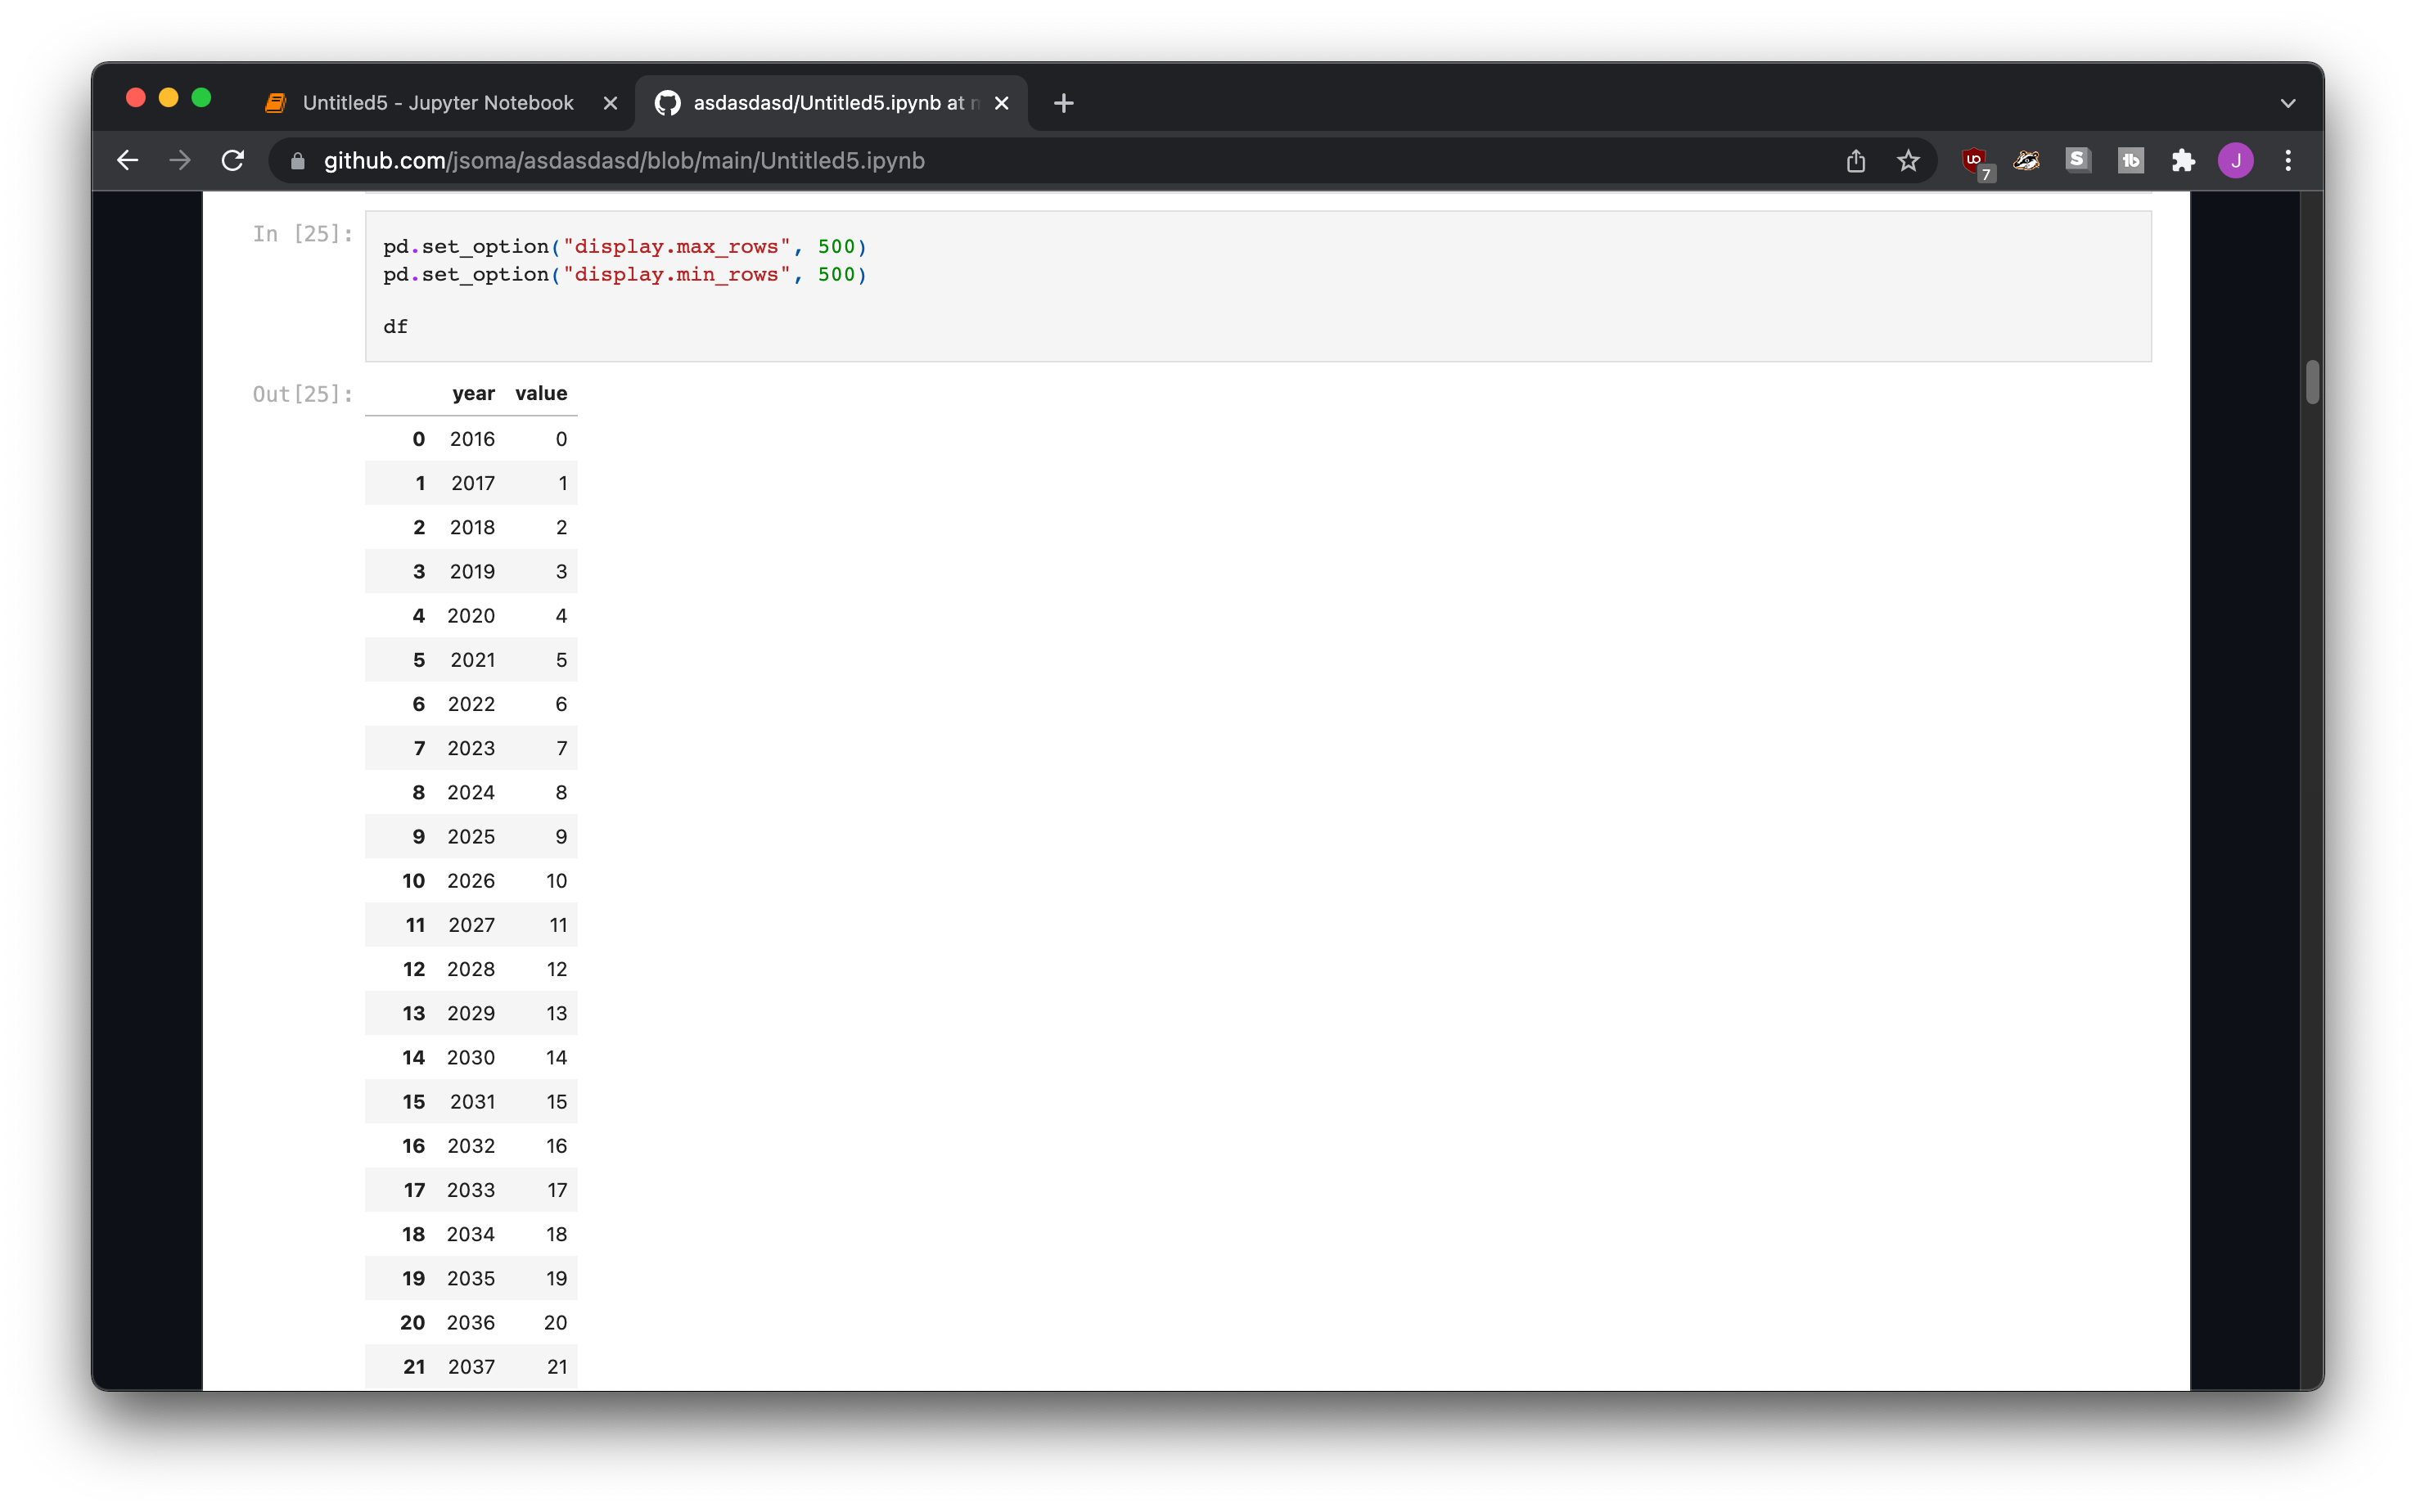 Untitled5 - Jupyter Notebook
asdasdasd/Untitled5.ipynb at
github.com/jsoma/asdasdasd/blob/main/Untitled5.ipynb
7
S
tb
J
In [25]:
pd.set_option("display.max_rows", 500)
pd.set_option("display.min_rows", 500)
df
Out[25]:
year value
0 2016 0
1 2017 1
2 2018 2
3 2019 3
4 2020 4
5 2021 5
6 2022 6
7 2023 7
8 2024 8
9 2025 9
10 2026 10
11 2027 11
12 2028 12
13 2029 13
14 2030 14
15 2031 15
16 2032 16
17 2033 17
18 2034 18
19 2035 19
20 2036 20
21 2037 21